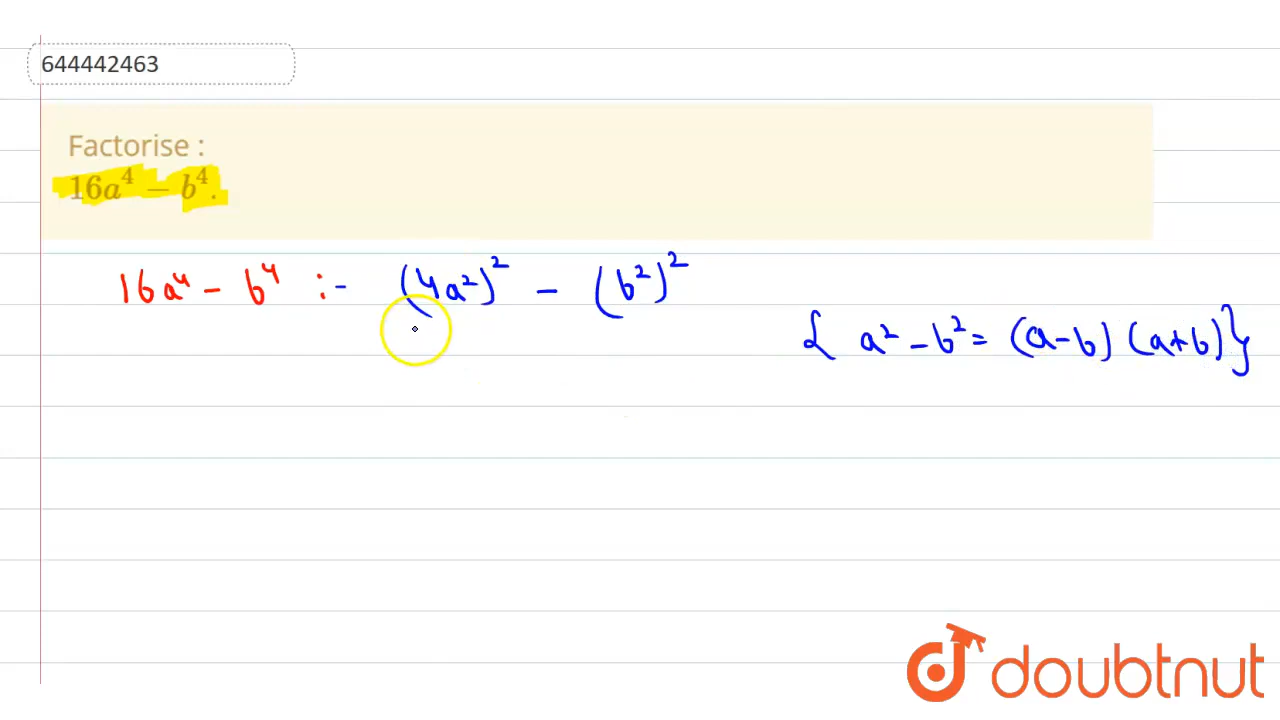 644442463
Factorise :
16a⁴ − b⁴.
16a⁴ − b⁴ :- (4a²)² − (b²)²
{ a² − b² = (a−b) (a+b)}
doubtnut